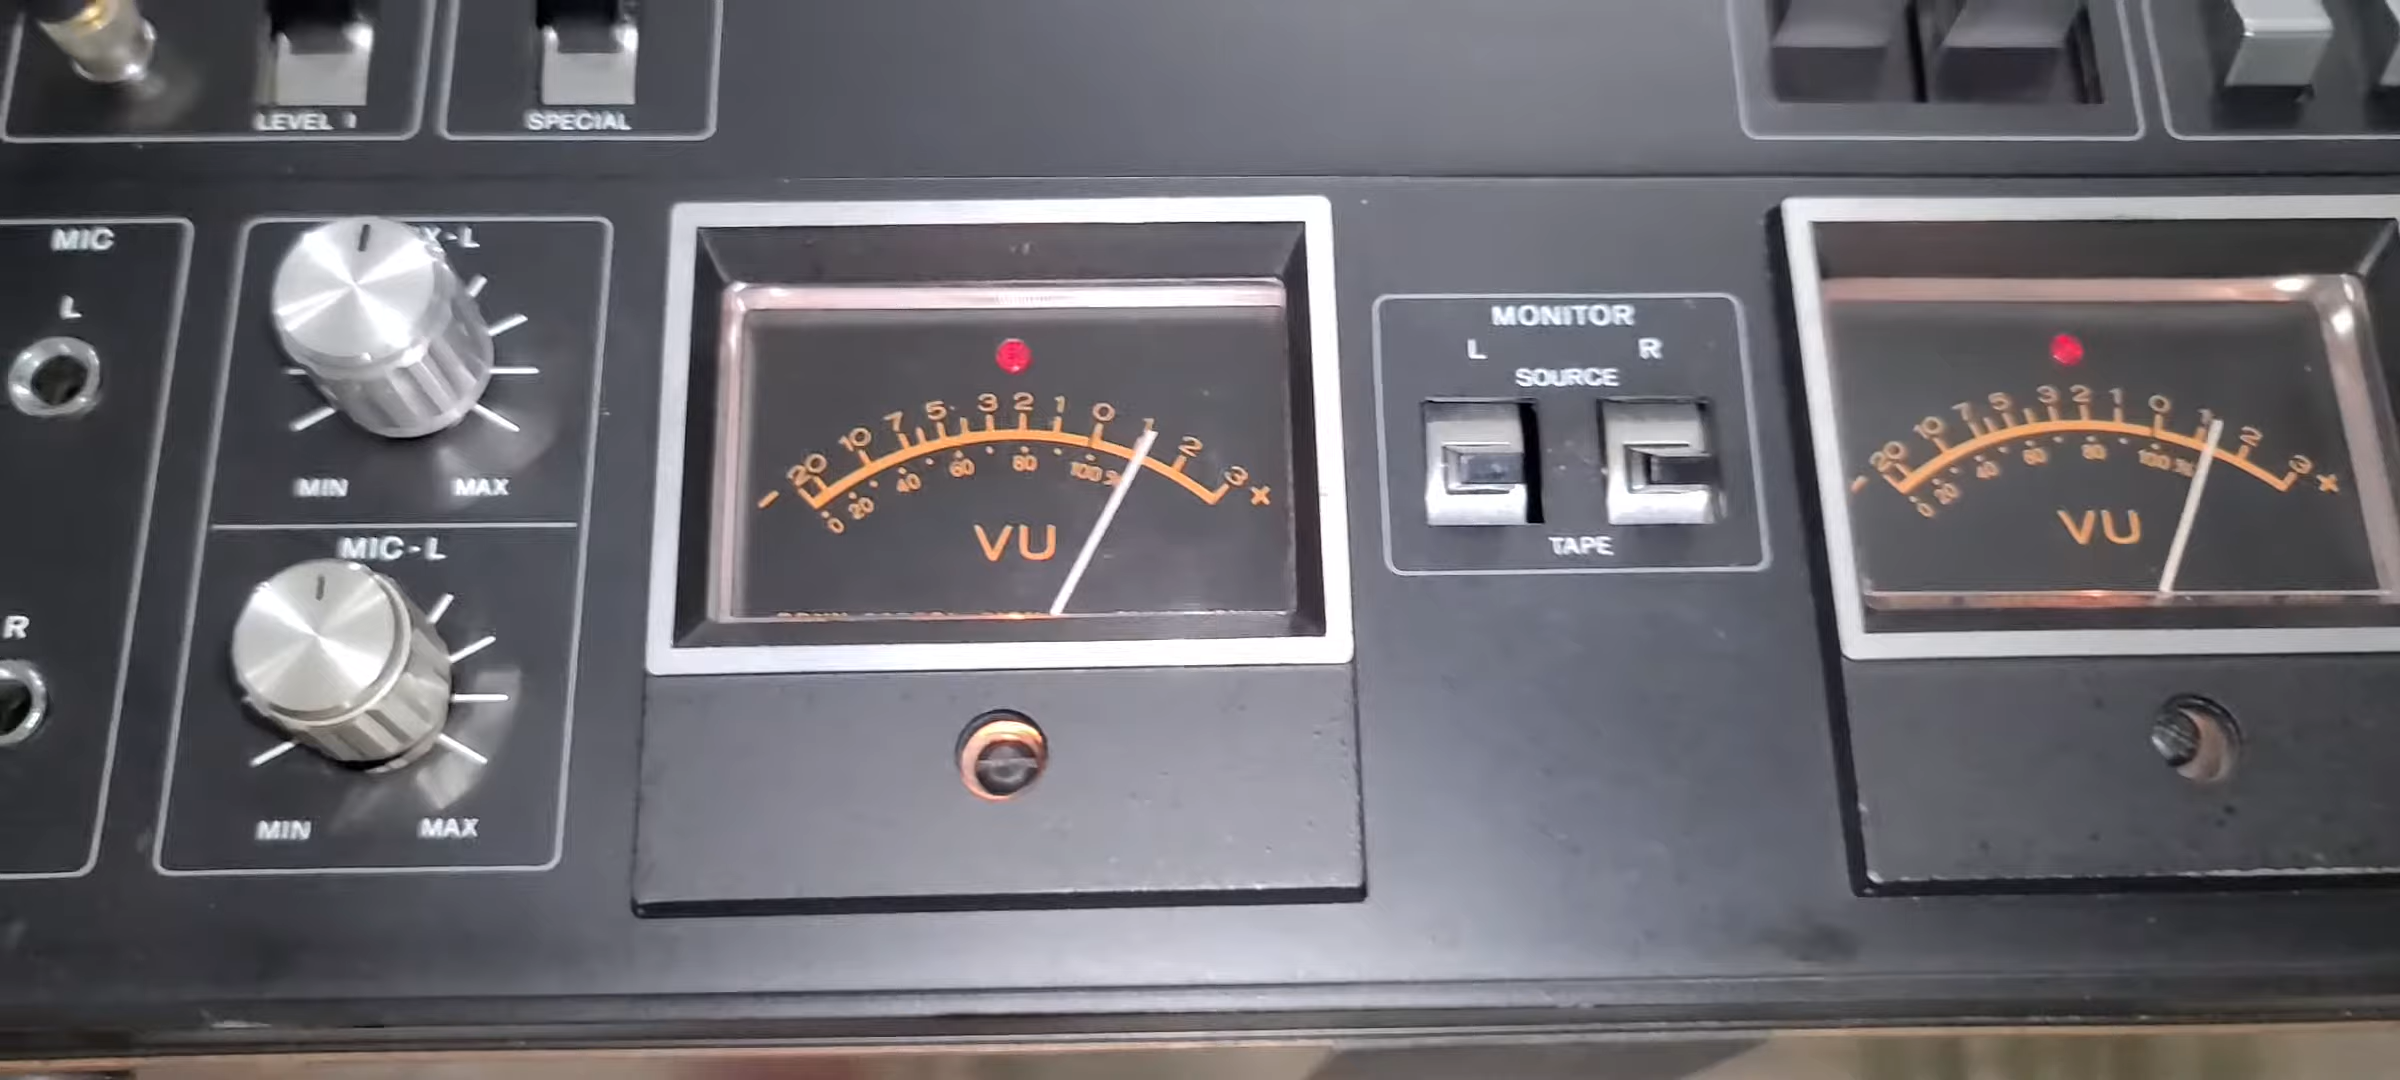 LEVEL
SPECIAL
MIC
L
X-L
MIN MAX
MIC-L
R
MIN MAX
- 20 10 7 5 3 2 1 0 1 2 3 +
0 20 40 60 80 100
VU
MONITOR
L R
SOURCE
TAPE
- 20 10 7 5 3 2 1 0 1 2 3 +
0 20 40 60 80 100
VU